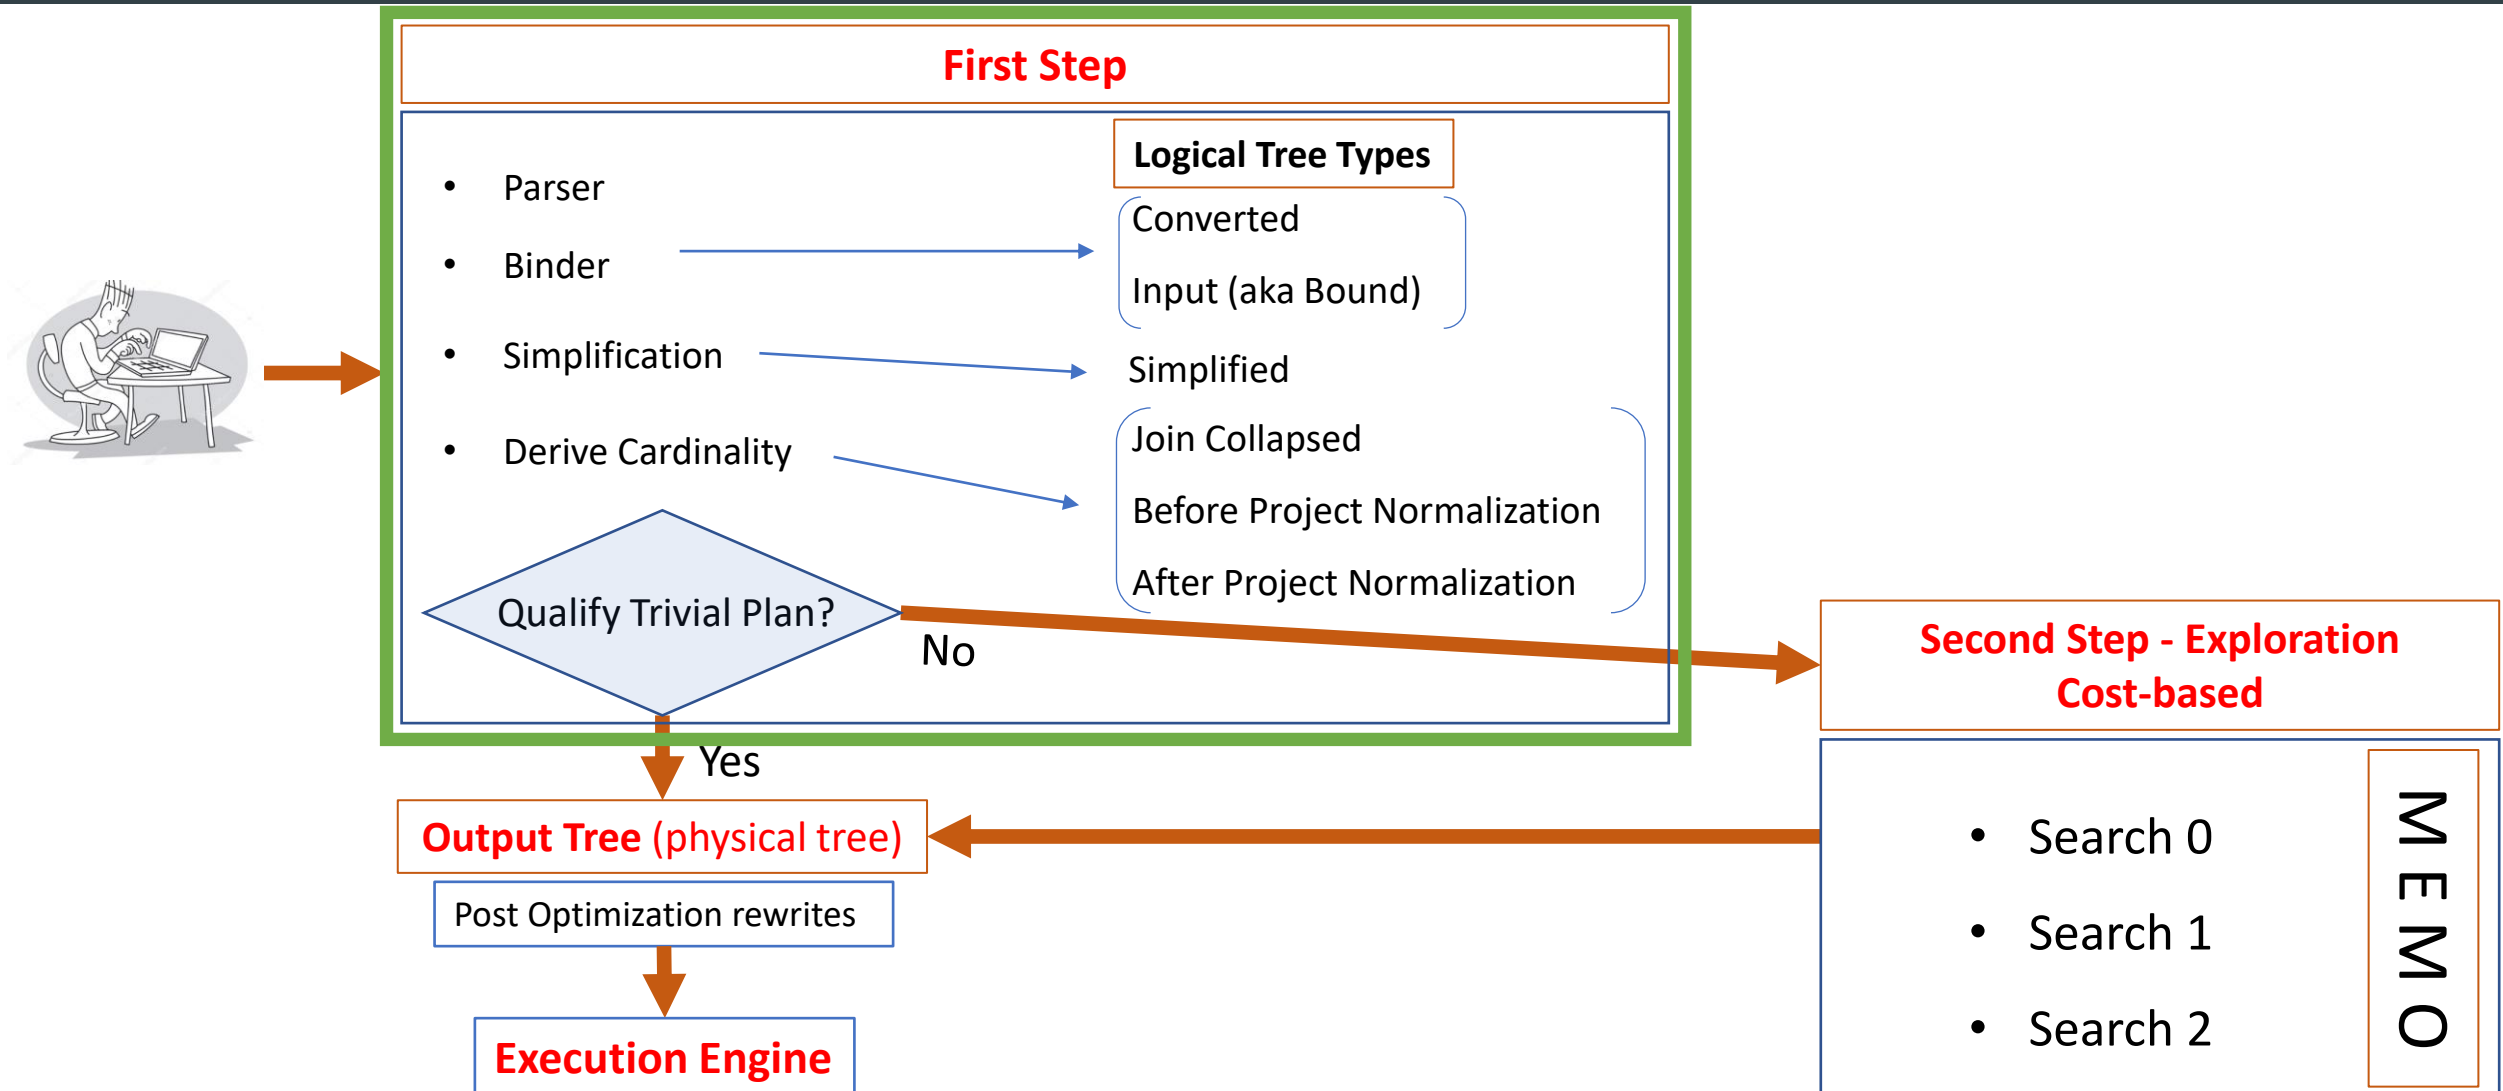 First Step
Logical Tree Types
• Parser
Converted
• Binder
Input (aka Bound)
• Simplification
Simplified
• Derive Cardinality
Join Collapsed
Before Project Normalization
After Project Normalization
Qualify Trivial Plan?
No
Yes
Second Step - Exploration
Cost-based
Output Tree (physical tree)
Post Optimization rewrites
Execution Engine
• Search 0
• Search 1
• Search 2
MEMO